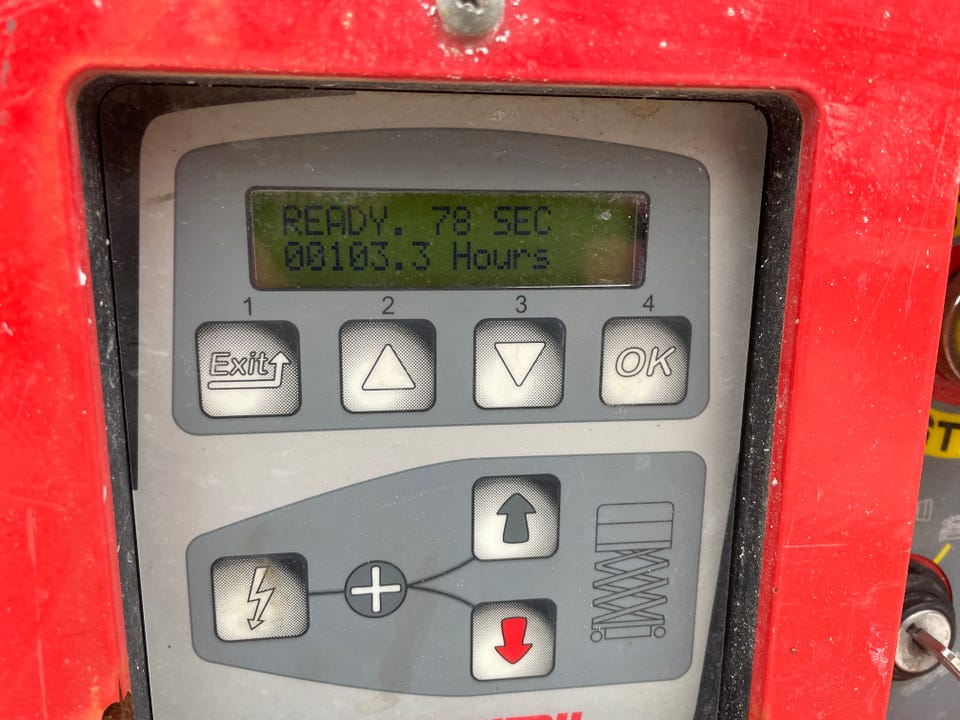 READY. 78 SEC
00103.3 Hours
1 2 3 4
Exit OK